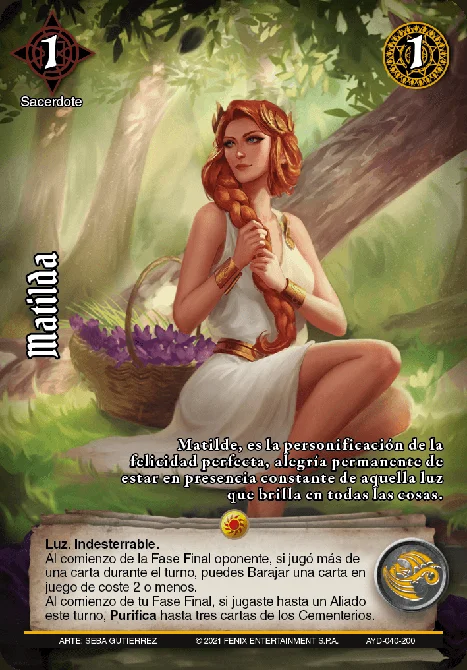 1
1
Sacerdote
Matilda
Matilde, es la personificación de la
felicidad perfecta, alegría permanente de
estar en presencia constante de aquella luz
que brilla en todas las cosas.
Luz. Indesterrable.
Al comienzo de la Fase Final oponente, si jugó más de
una carta durante el turno, puedes Barajar una carta en
juego de coste 2 o menos.
Al comienzo de tu Fase Final, si jugaste hasta un Aliado
este turno, Purifica hasta tres cartas de los Cementerios.
ARTE: SEBA GUTIERREZ © 2021 FENIX ENTERTAINMENT S.P.A. AYD-040-200